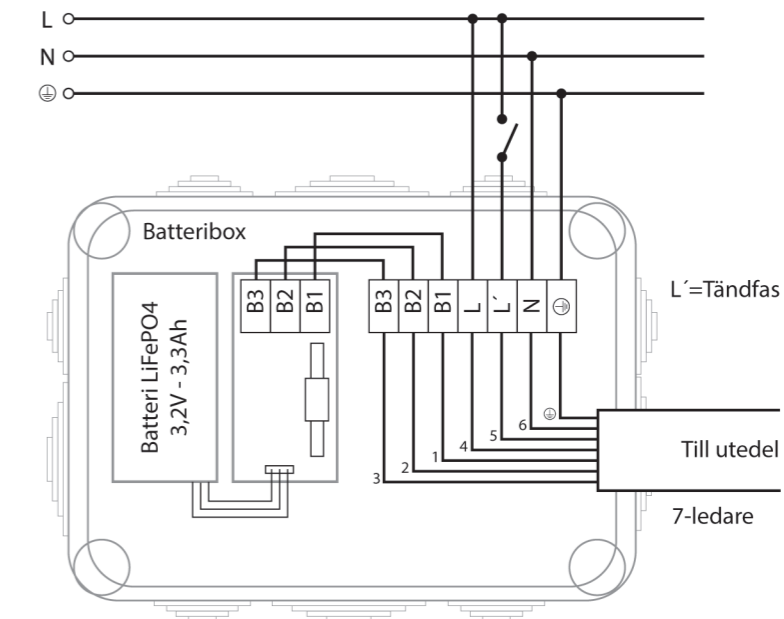 L
N
⏚
Batteribox
L´=Tändfas
B3 B2 B1
B3 B2 B1 L L´ N ⏚
Batteri LiFePO4
3,2V - 3,3Ah
⏚
6
5
4
1
2
3
Till utedel
7-ledare